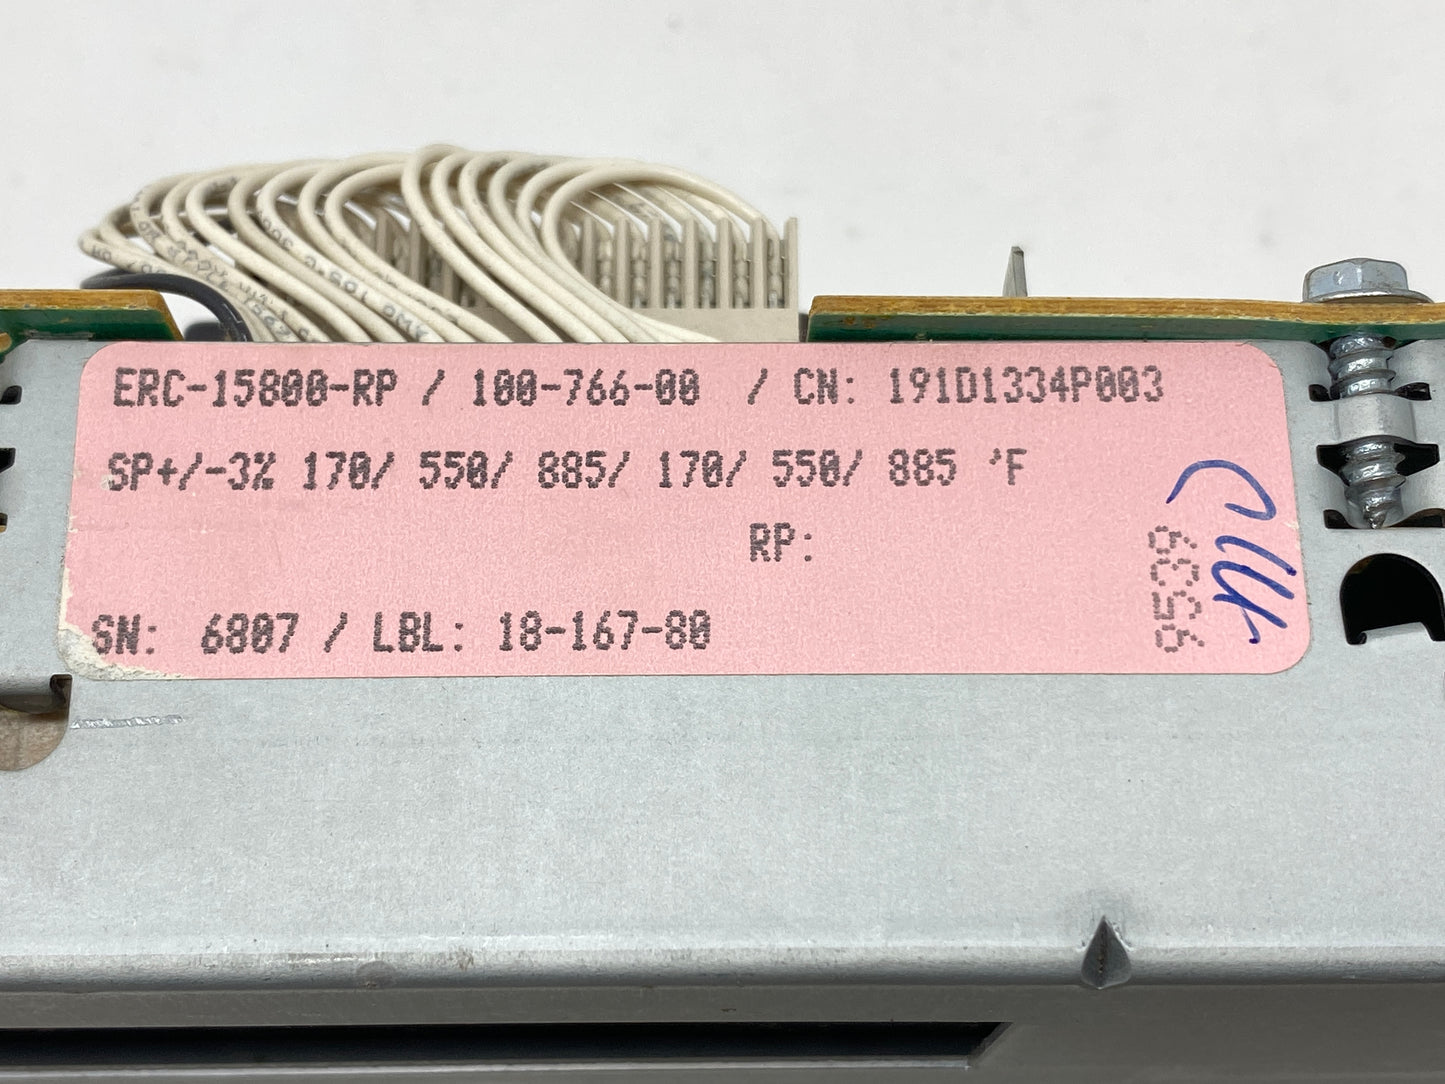 ERC-15800-RP / 100-766-00 / CN: 191D1334P003
SP+/-3% 170/ 550/ 885/ 170/ 550/ 885 'F
RP:
SN: 6807 / LBL: 18-167-80
9539